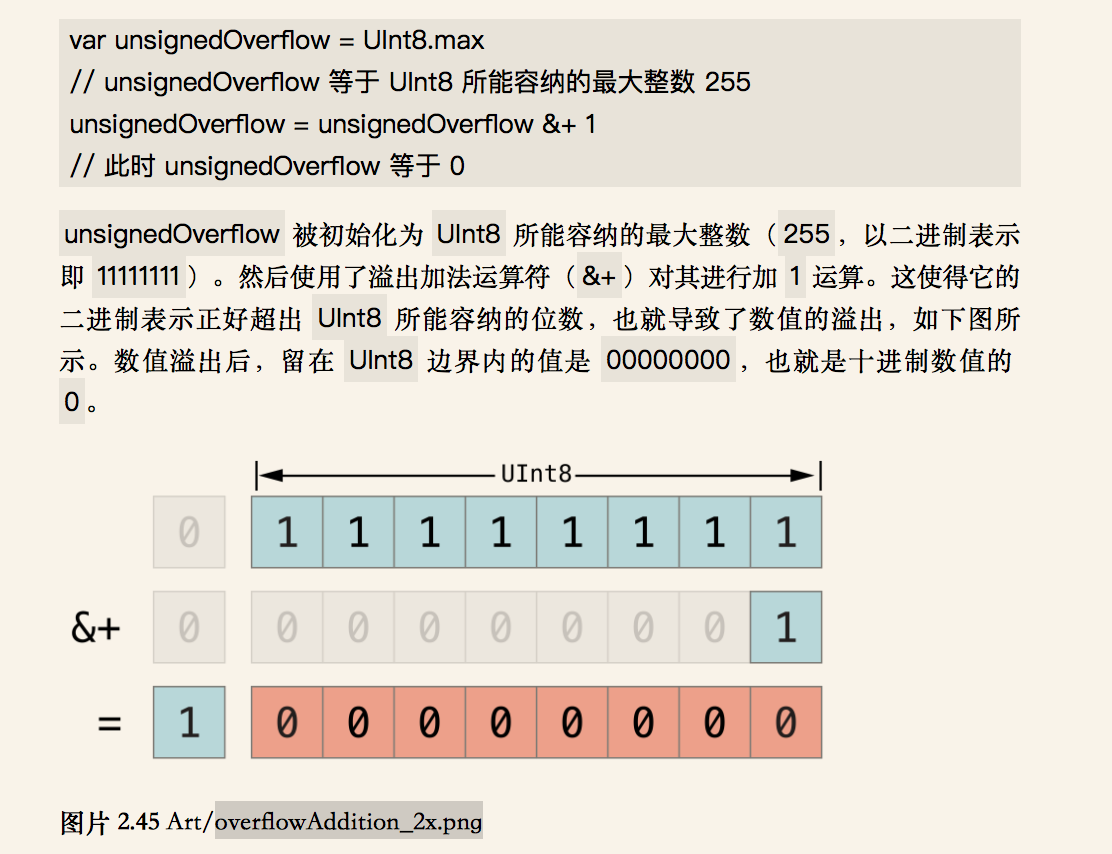 var unsignedOverflow = UInt8.max
// unsignedOverflow 等于 UInt8 所能容纳的最大整数 255
unsignedOverflow = unsignedOverflow &+ 1
// 此时 unsignedOverflow 等于 0
unsignedOverflow 被初始化为 UInt8 所能容纳的最大整数（255，以二进制表示
即 11111111）。然后使用了溢出加法运算符（&+）对其进行加 1 运算。这使得它的
二进制表示正好超出 UInt8 所能容纳的位数，也就导致了数值的溢出，如下图所
示。数值溢出后，留在 UInt8 边界内的值是 00000000，也就是十进制数值的
0。
UInt8
0 1 1 1 1 1 1 1 1
&+ 0 0 0 0 0 0 0 0 1
= 1 0 0 0 0 0 0 0 0
图片 2.45 Art/overflowAddition_2x.png